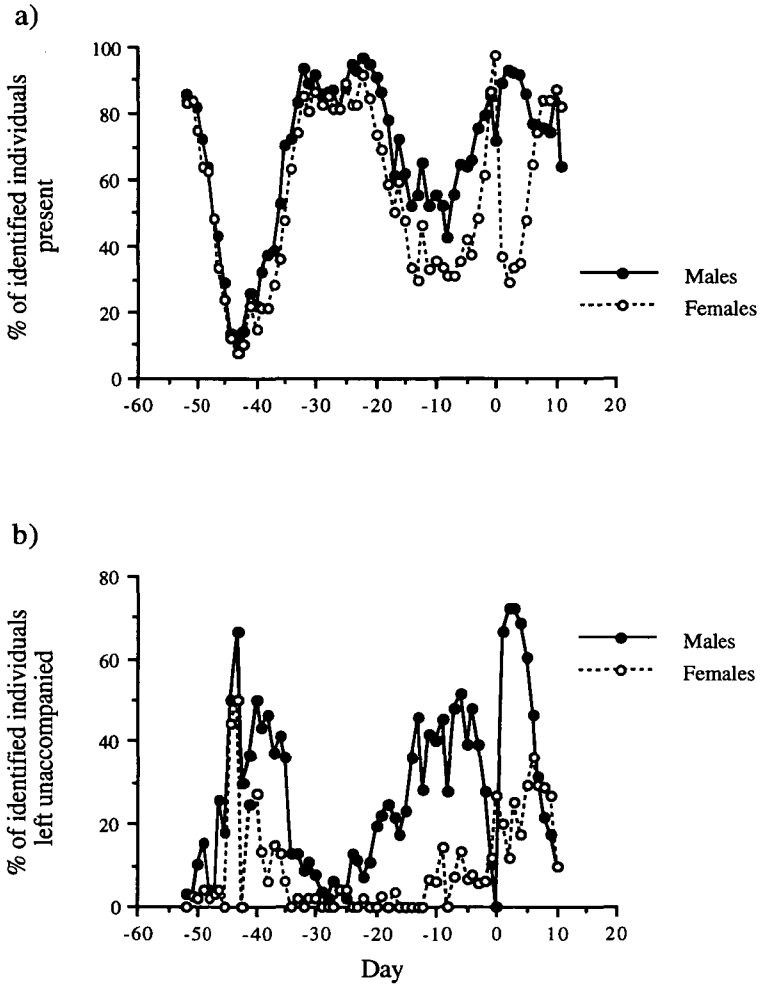 a)
% of identified individuals
present
100
80
60
40
20
0
-60 -50 -40 -30 -20 -10 0 10 20
Males
Females
b)
% of identified individuals
left unaccompanied
80
60
40
20
0
-60 -50 -40 -30 -20 -10 0 10 20
Males
Females
Day